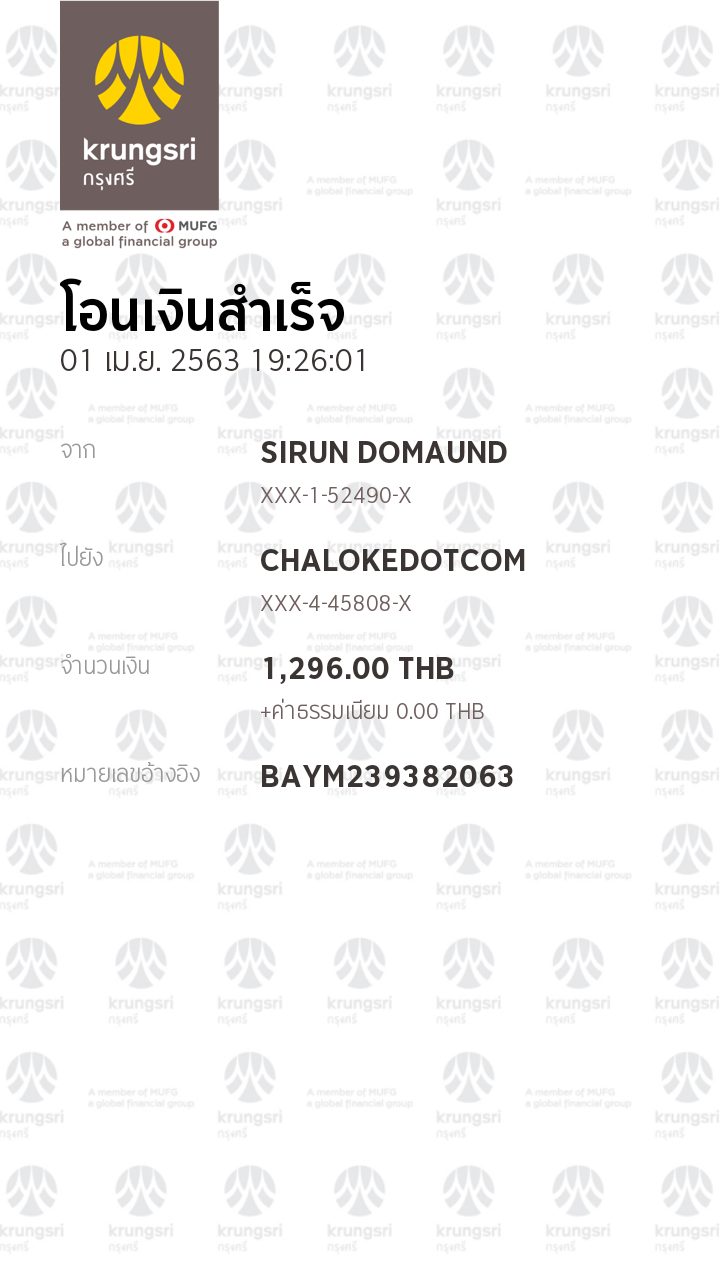 krungsri
กรุงศรี
A member of MUFG
a global financial group
โอนเงินสำเร็จ
01 เม.ย. 2563 19:26:01
จาก SIRUN DOMAUND
XXX-1-52490-X
ไปยัง CHALOKEDOTCOM
XXX-4-45808-X
จำนวนเงิน 1,296.00 THB
+ค่าธรรมเนียม 0.00 THB
หมายเลขอ้างอิง BAYM239382063